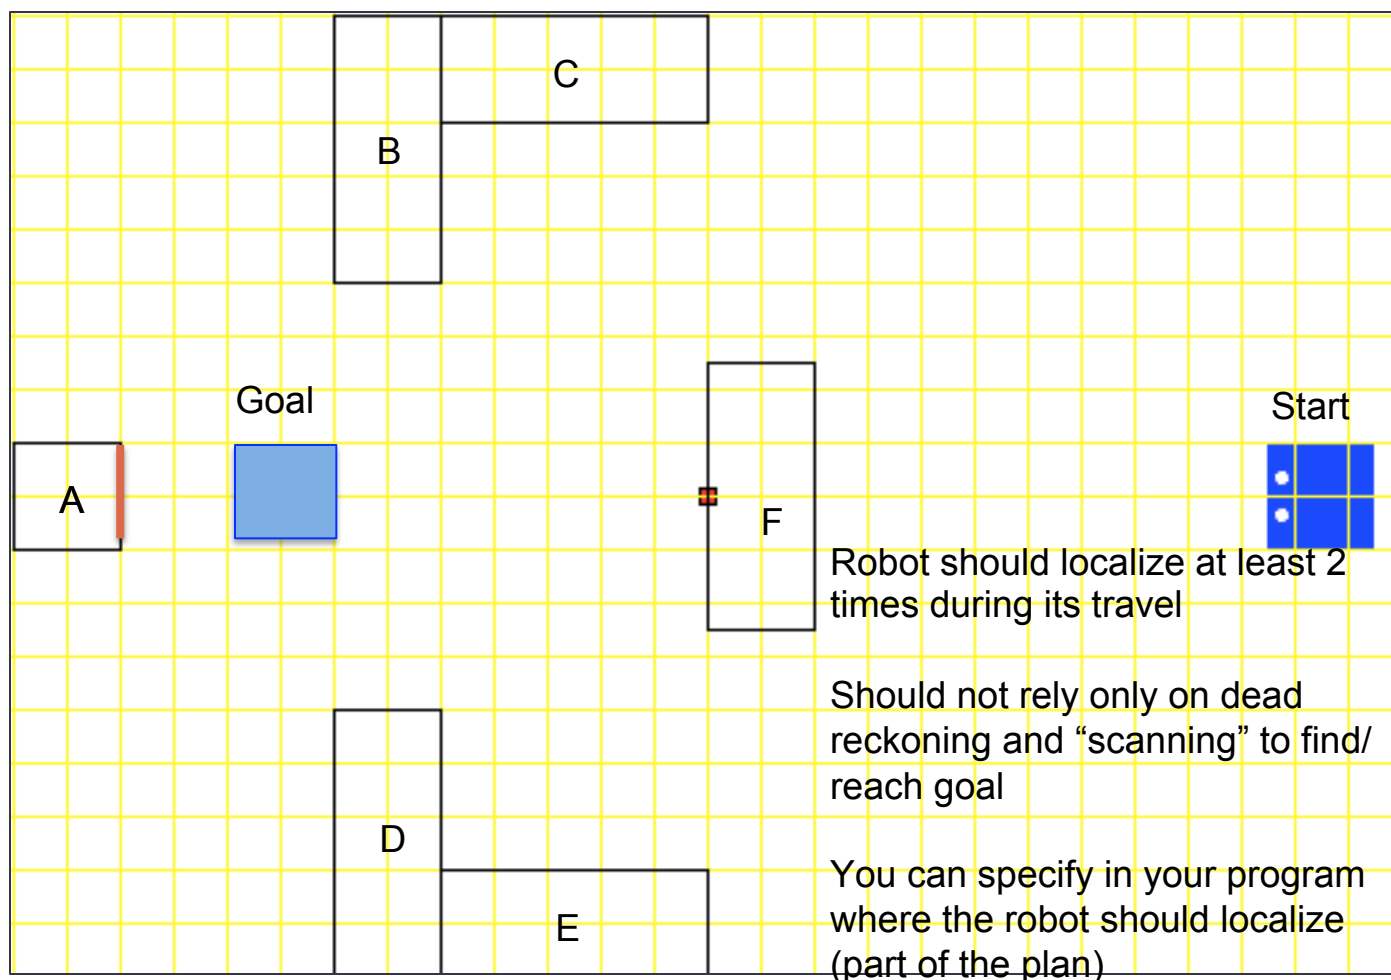 C
B
Goal
Start
A
F
Robot should localize at least 2
times during its travel
Should not rely only on dead
reckoning and “scanning” to find/
reach goal
D
You can specify in your program
E
where the robot should localize
(part of the plan)